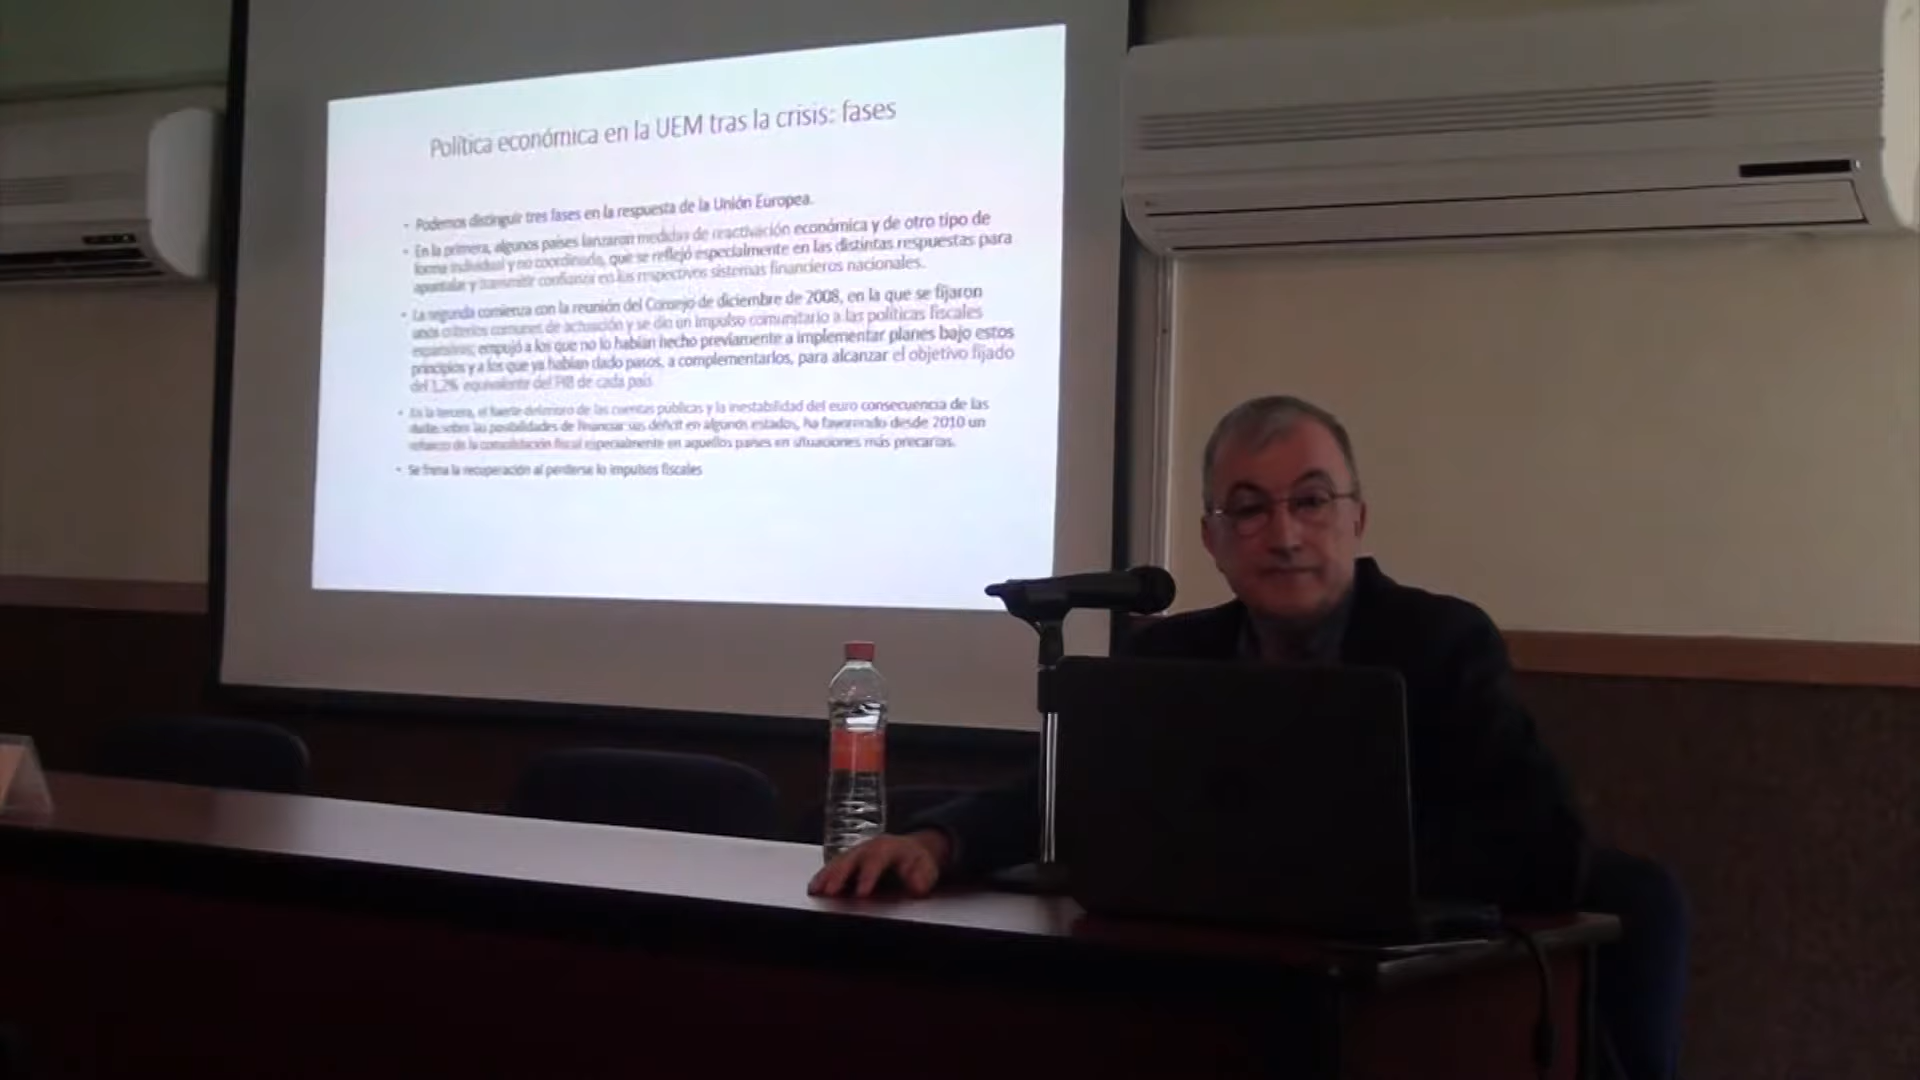 Política económica en la UEM tras la crisis: fases
- Podemos distinguir tres fases en la respuesta de la Unión Europea.
• En la primera, algunos países lanzaron medidas de reactivación económica y de otro tipo de
forma individual y no coordinada, que se reflejó especialmente en las distintas respuestas para
apuntalar y transmitir confianza en los respectivos sistemas financieros nacionales.
• La segunda comienza con la reunión del Consejo de diciembre de 2008, en la que se fijaron
unos criterios comunes de actuación y se dio un impulso comunitario a las políticas fiscales
expansivas; empujó a los que no lo habían hecho previamente a implementar planes bajo estos
principios y a los que ya habían dado pasos, a complementarlos, para alcanzar el objetivo fijado
del 1,2% equivalente del PIB de cada país.
• En la tercera, el fuerte deterioro de las cuentas públicas y la inestabilidad del euro consecuencia de las
dudas sobre las posibilidades de financiar sus déficit en algunos estados, ha favorecido desde 2010 un
refuerzo de la consolidación fiscal especialmente en aquellos países en situaciones más precarias.
• Se frena la recuperación al perderse lo impulsos fiscales